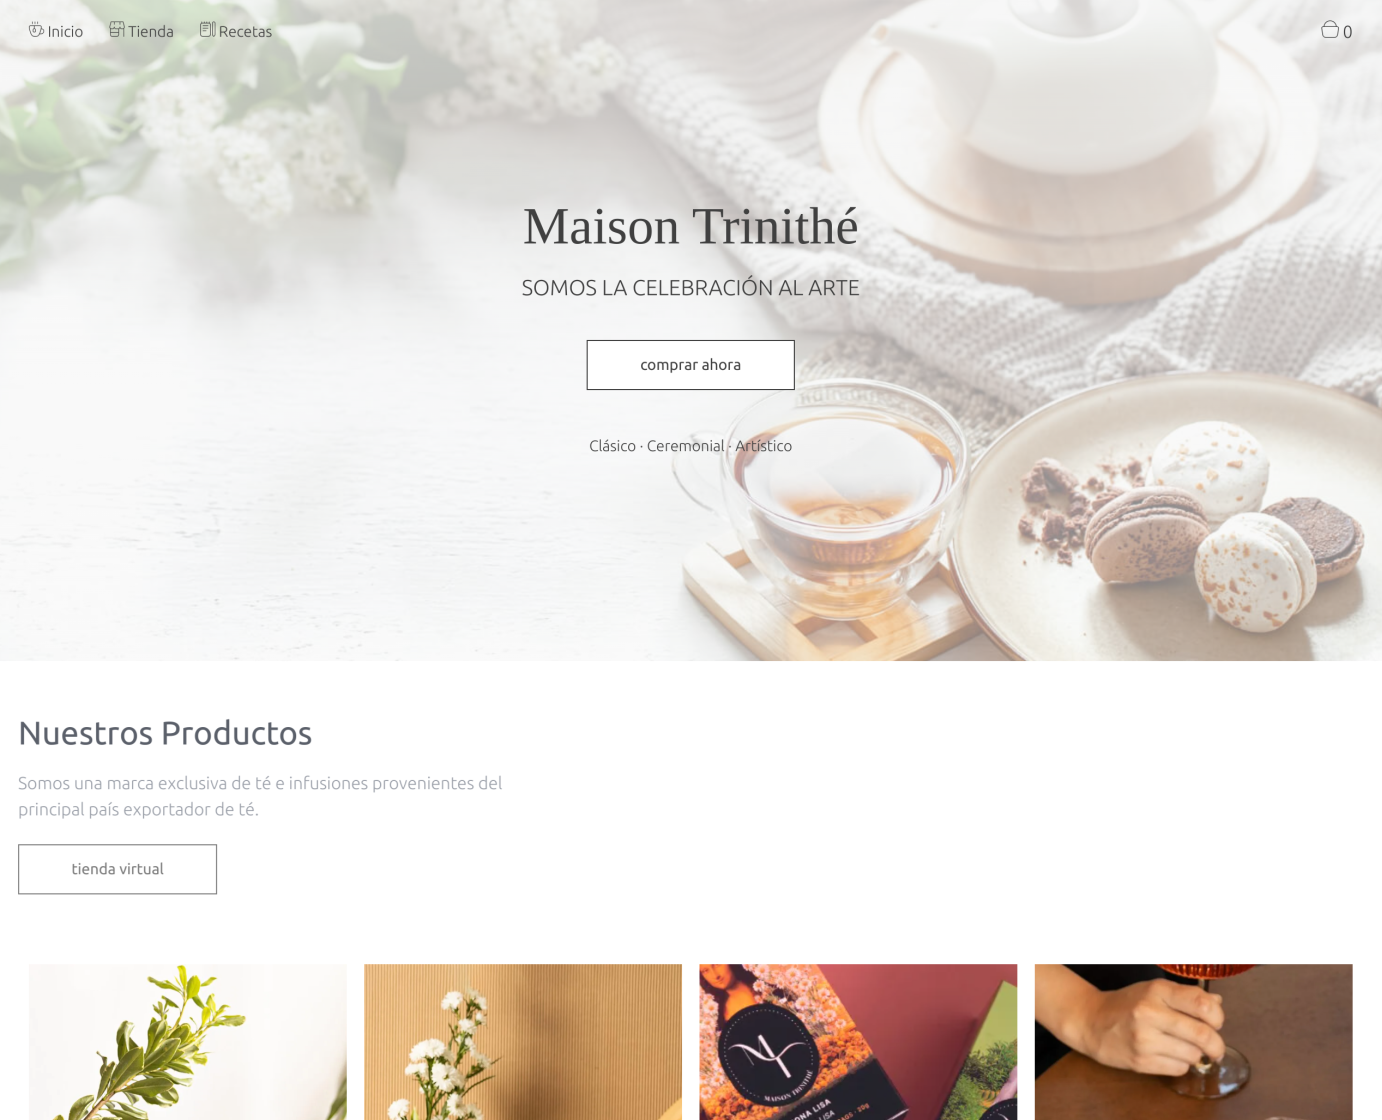 Inicio
Tienda
Recetas
0
Maison Trinithé
SOMOS LA CELEBRACIÓN AL ARTE
comprar ahora
Clásico · Ceremonial · Artístico
Nuestros Productos
Somos una marca exclusiva de té e infusiones provenientes del
principal país exportador de té.
tienda virtual
MAISON TRINITHÉ
ONA LISA
LISA
20g